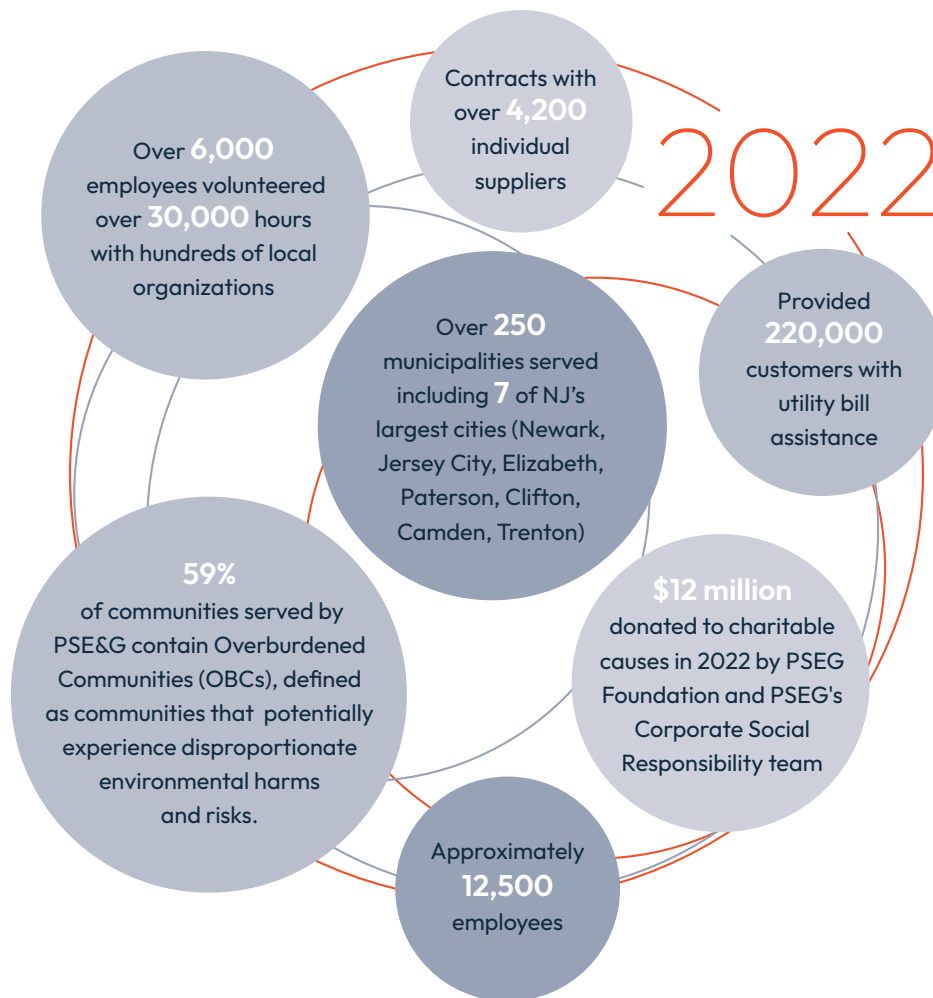 Contracts with
over 4,200
individual
suppliers
2022
Over 6,000
employees volunteered
over 30,000 hours
with hundreds of local
organizations
Provided
220,000
customers with
utility bill
assistance
Over 250
municipalities served
including 7 of NJ’s
largest cities (Newark,
Jersey City, Elizabeth,
Paterson, Clifton,
Camden, Trenton)
59%
of communities served by
PSE&G contain Overburdened
Communities (OBCs), defined
as communities that  potentially
experience disproportionate
environmental harms
and risks.
$12 million
donated to charitable
causes in 2022 by PSEG
Foundation and PSEG's
Corporate Social
Responsibility team
Approximately
12,500
employees